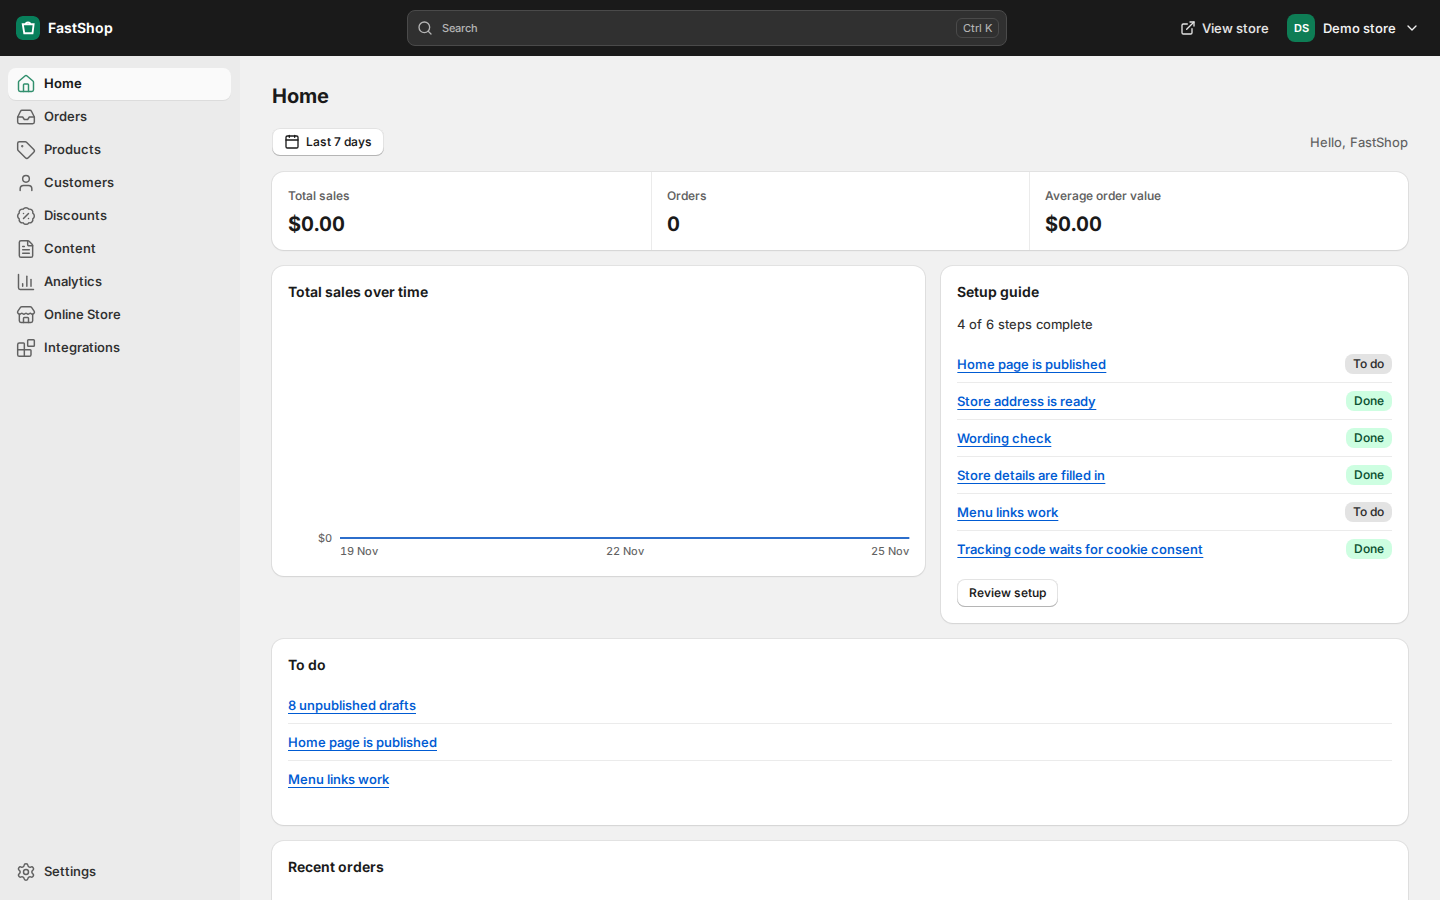 FastShop
Search
Ctrl K
View store
DS
Demo store
Home
Orders
Products
Customers
Discounts
Content
Analytics
Online Store
Integrations
Settings
Home
Last 7 days
Hello, FastShop
Total sales
$0.00
Orders
0
Average order value
$0.00
Total sales over time
$0
19 Nov
22 Nov
25 Nov
Setup guide
4 of 6 steps complete
Home page is published
To do
Store address is ready
Done
Wording check
Done
Store details are filled in
Done
Menu links work
To do
Tracking code waits for cookie consent
Done
Review setup
To do
8 unpublished drafts
Home page is published
Menu links work
Recent orders